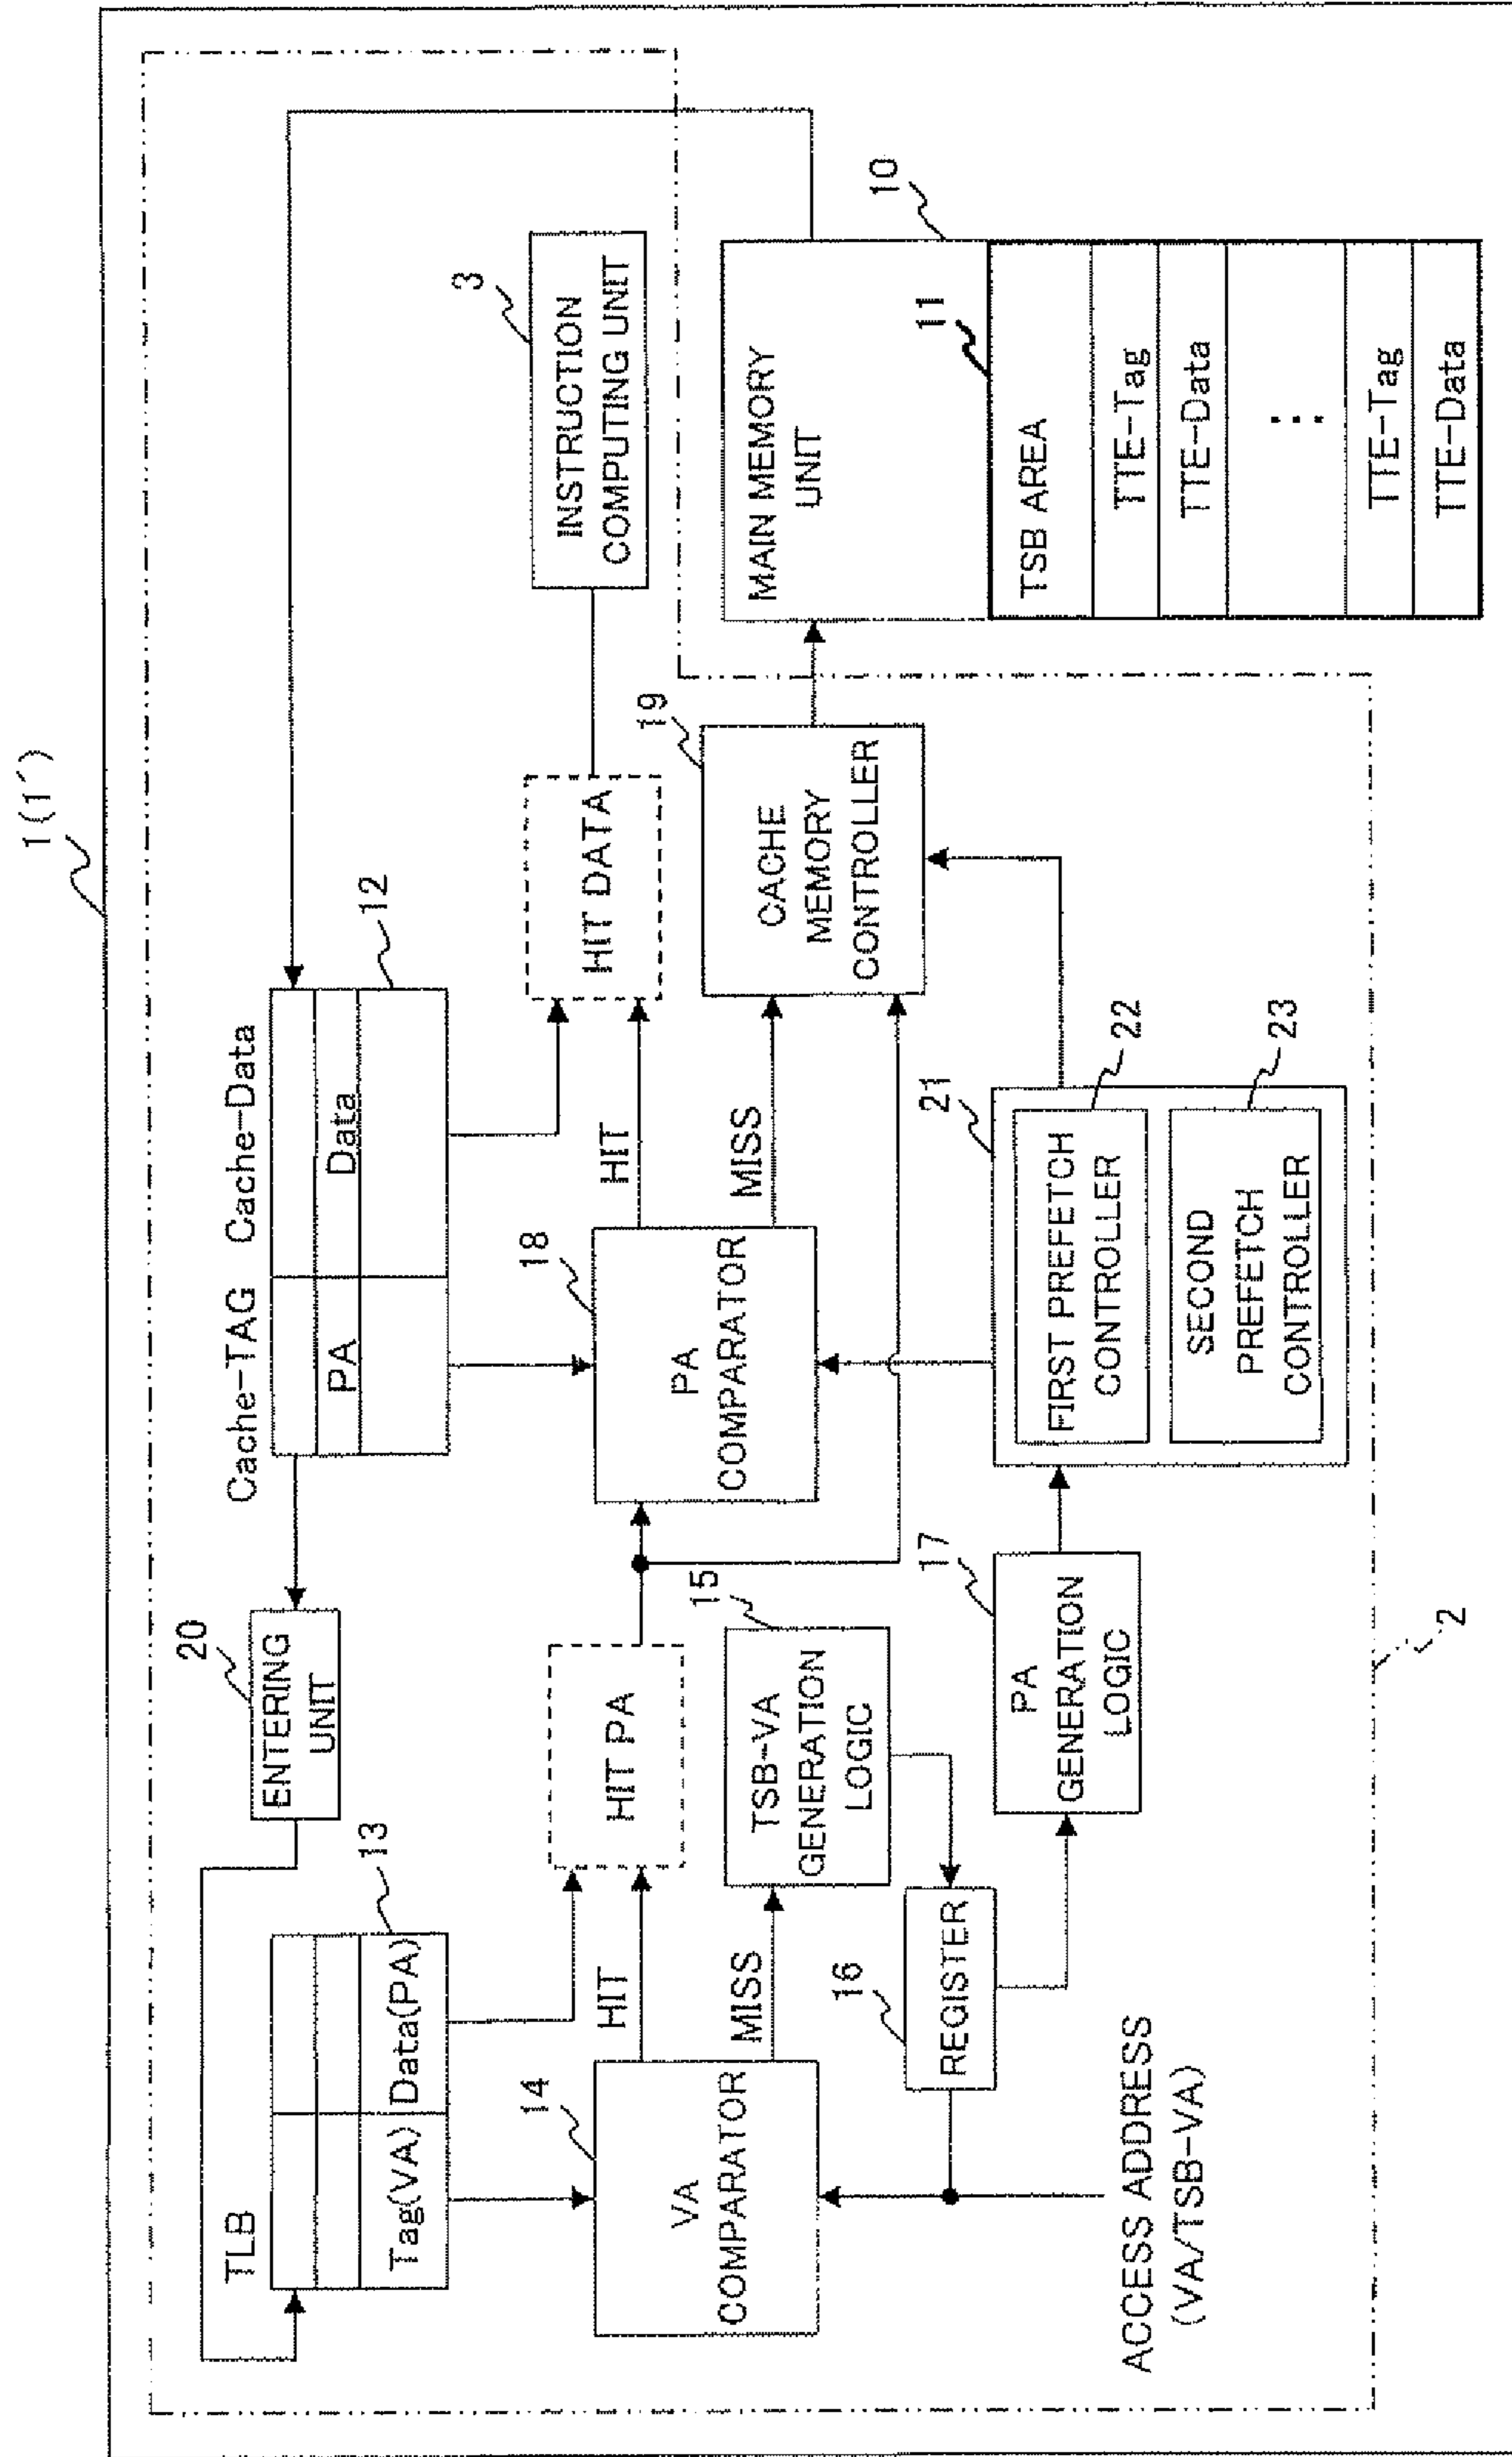 1(1´)
TLB
Tag(VA)
Data(PA)
13
20
ENTERING
UNIT
Cache-TAG
Cache-Data
PA
Data
12
14
VA
COMPARATOR
HIT
MISS
HIT PA
15
TSB-VA
GENERATION
LOGIC
16
REGISTER
17
PA
GENERATION
LOGIC
18
PA
COMPARATOR
HIT
MISS
HIT DATA
3
INSTRUCTION
COMPUTING UNIT
19
CACHE
MEMORY
CONTROLLER
21
22
FIRST PREFETCH
CONTROLLER
23
SECOND
PREFETCH
CONTROLLER
10
MAIN MEMORY
UNIT
11
TSB AREA
TTE-Tag
TTE-Data
⋮
TTE-Tag
TTE-Data
ACCESS ADDRESS
(VA/TSB-VA)
2